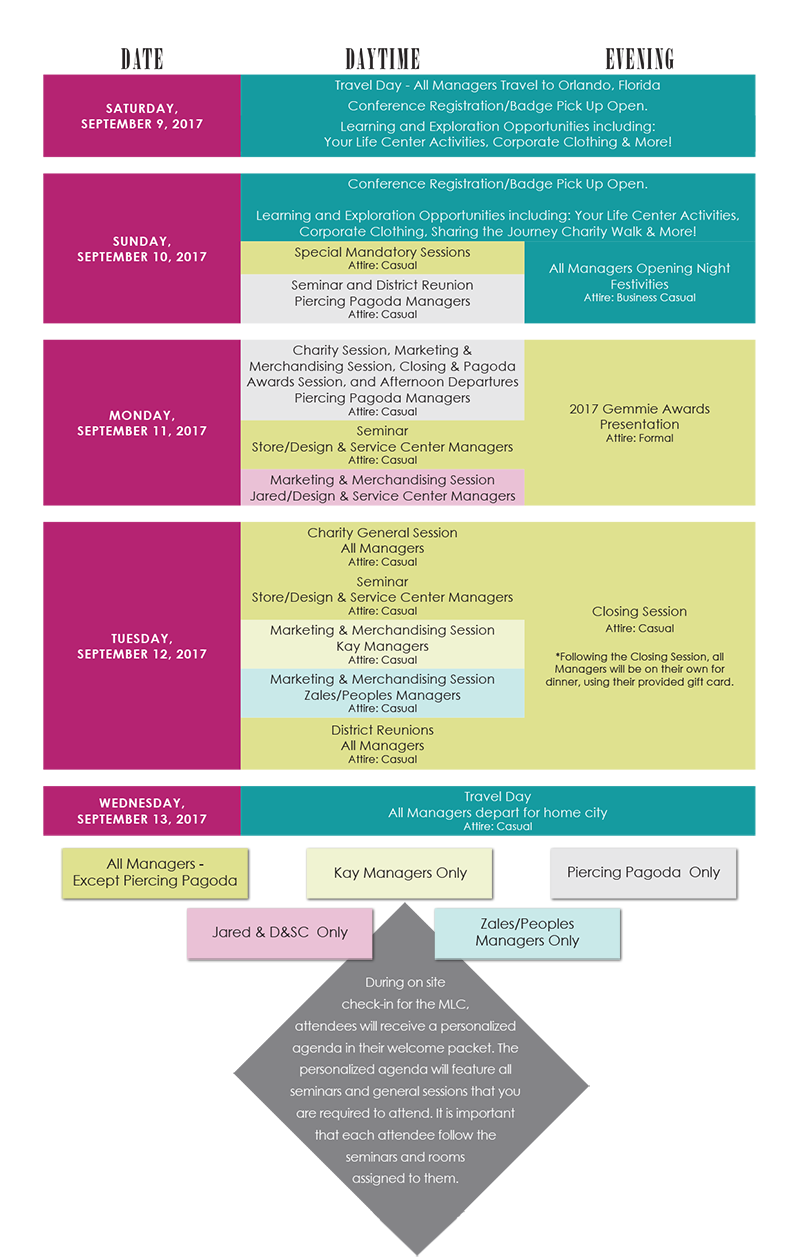 DATE DAYTIME EVENING
SATURDAY,
SEPTEMBER 9, 2017
Travel Day - All Managers Travel to Orlando, Florida
Conference Registration/Badge Pick Up Open.
Learning and Exploration Opportunities including:
Your Life Center Activities, Corporate Clothing & More!
SUNDAY,
SEPTEMBER 10, 2017
Conference Registration/Badge Pick Up Open.
Learning and Exploration Opportunities including: Your Life Center Activities,
Corporate Clothing, Sharing the Journey Charity Walk & More!
Special Mandatory Sessions
Attire: Casual
Seminar and District Reunion
Piercing Pagoda Managers
Attire: Casual
All Managers Opening Night
Festivities
Attire: Business Casual
MONDAY,
SEPTEMBER 11, 2017
Charity Session, Marketing &
Merchandising Session, Closing & Pagoda
Awards Session, and Afternoon Departures
Piercing Pagoda Managers
Attire: Casual
Seminar
Store/Design & Service Center Managers
Attire: Casual
Marketing & Merchandising Session
Jared/Design & Service Center Managers
2017 Gemmie Awards
Presentation
Attire: Formal
TUESDAY,
SEPTEMBER 12, 2017
Charity General Session
All Managers
Attire: Casual
Seminar
Store/Design & Service Center Managers
Attire: Casual
Marketing & Merchandising Session
Kay Managers
Attire: Casual
Marketing & Merchandising Session
Zales/Peoples Managers
Attire: Casual
District Reunions
All Managers
Attire: Casual
Closing Session
Attire: Casual
*Following the Closing Session, all
Managers will be on their own for
dinner, using their provided gift card.
WEDNESDAY,
SEPTEMBER 13, 2017
Travel Day
All Managers depart for home city
Attire: Casual
All Managers -
Except Piercing Pagoda
Kay Managers Only
Piercing Pagoda Only
Jared & D&SC Only
Zales/Peoples
Managers Only
During on site
check-in for the MLC,
attendees will receive a personalized
agenda in their welcome packet. The
personalized agenda will feature all
seminars and general sessions that you
are required to attend. It is important
that each attendee follow the
seminars and rooms
assigned to them.